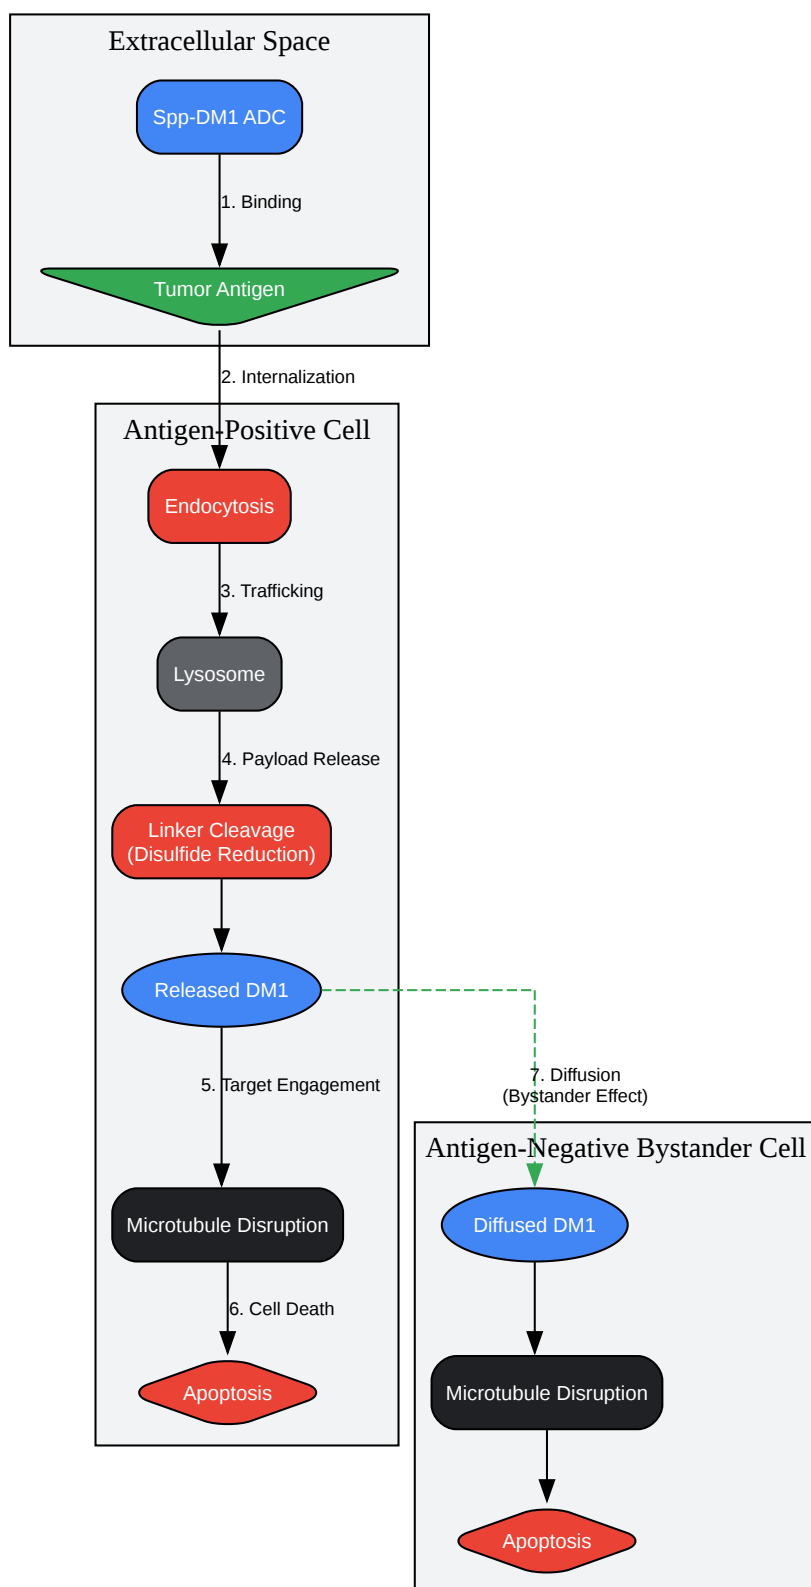 Extracellular Space
Spp-DM1 ADC
1. Binding
Tumor Antigen
2. Internalization
Antigen-Positive Cell
Endocytosis
3. Trafficking
Lysosome
4. Payload Release
Linker Cleavage
(Disulfide Reduction)
Released DM1
5. Target Engagement
7. Diffusion
(Bystander Effect)
Antigen-Negative Bystander Cell
Microtubule Disruption
Diffused DM1
6. Cell Death
Apoptosis
Microtubule Disruption
Apoptosis